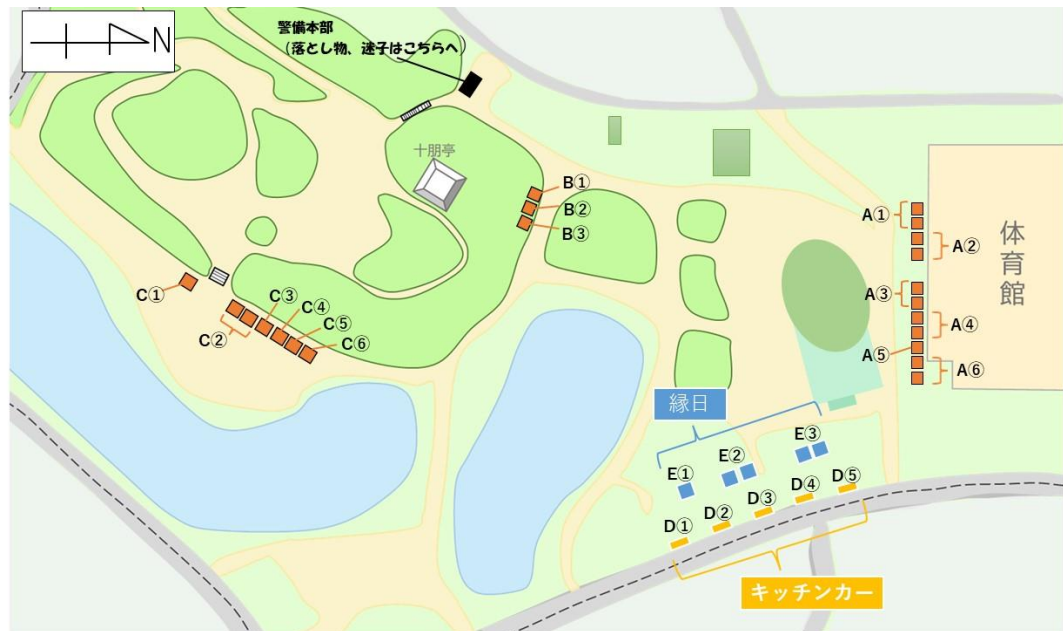 N
警備本部
（落とし物、迷子はこちらへ）
十朋亭
B①
B②
B③
A①
A②
体育館
A③
A④
A⑤
A⑥
C①
C③
C④
C⑤
C②
C⑥
縁日
E③
E②
E①
D⑤
D④
D③
D②
D①
キッチンカー